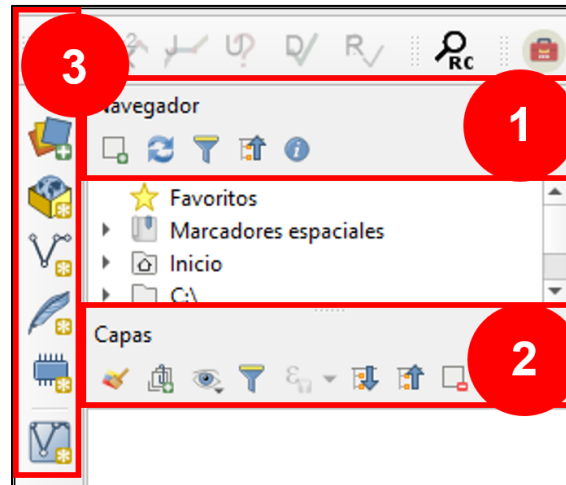 3
RC
Navegador
1
Favoritos
Marcadores espaciales
Inicio
C:\
Capas
2